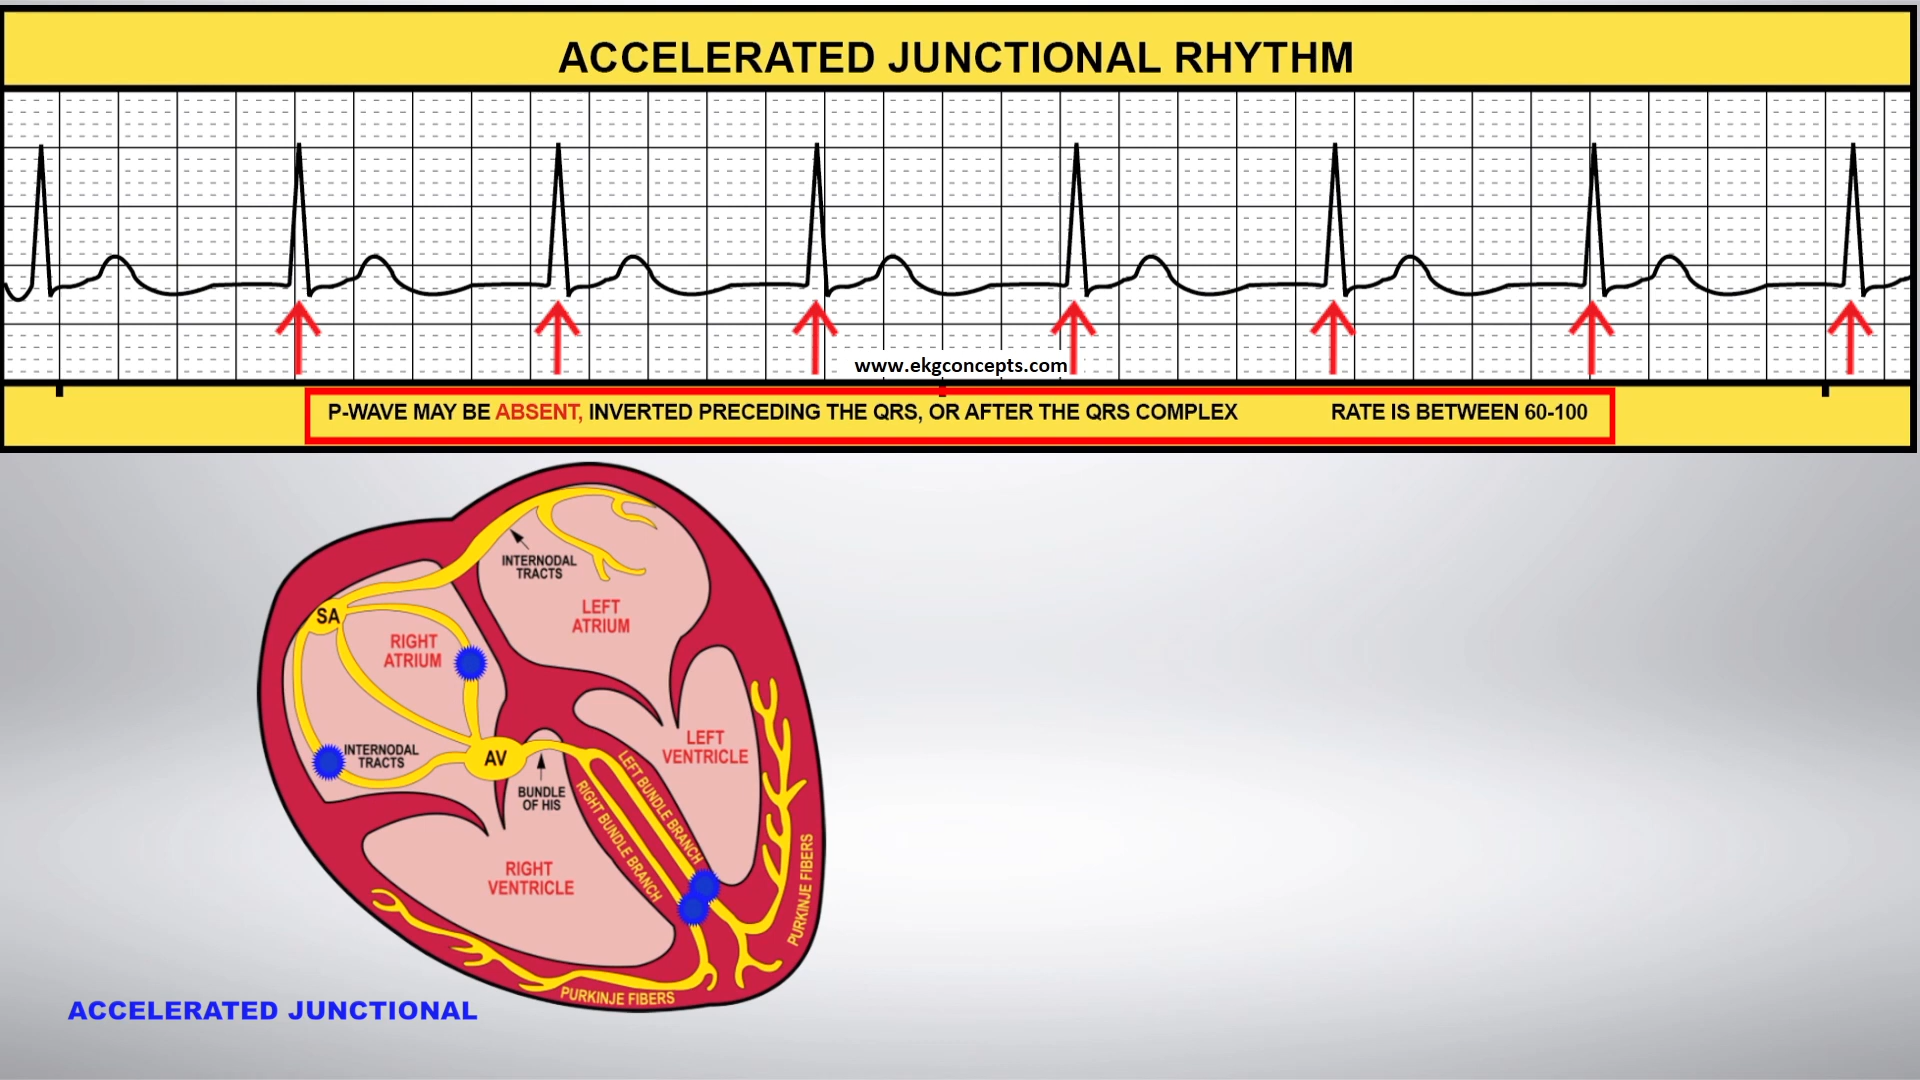 ACCELERATED JUNCTIONAL RHYTHM
www.ekgconcepts.com
P-WAVE MAY BE ABSENT, INVERTED PRECEDING THE QRS, OR AFTER THE QRS COMPLEX RATE IS BETWEEN 60-100
INTERNODAL
TRACTS
LEFT
ATRIUM
SA
RIGHT
ATRIUM
INTERNODAL
TRACTS
AV
BUNDLE
OF HIS
LEFT
VENTRICLE
LEFT BUNDLE BRANCH
RIGHT BUNDLE BRANCH
RIGHT
VENTRICLE
PURKINJE FIBERS
PURKINJE FIBERS
ACCELERATED JUNCTIONAL